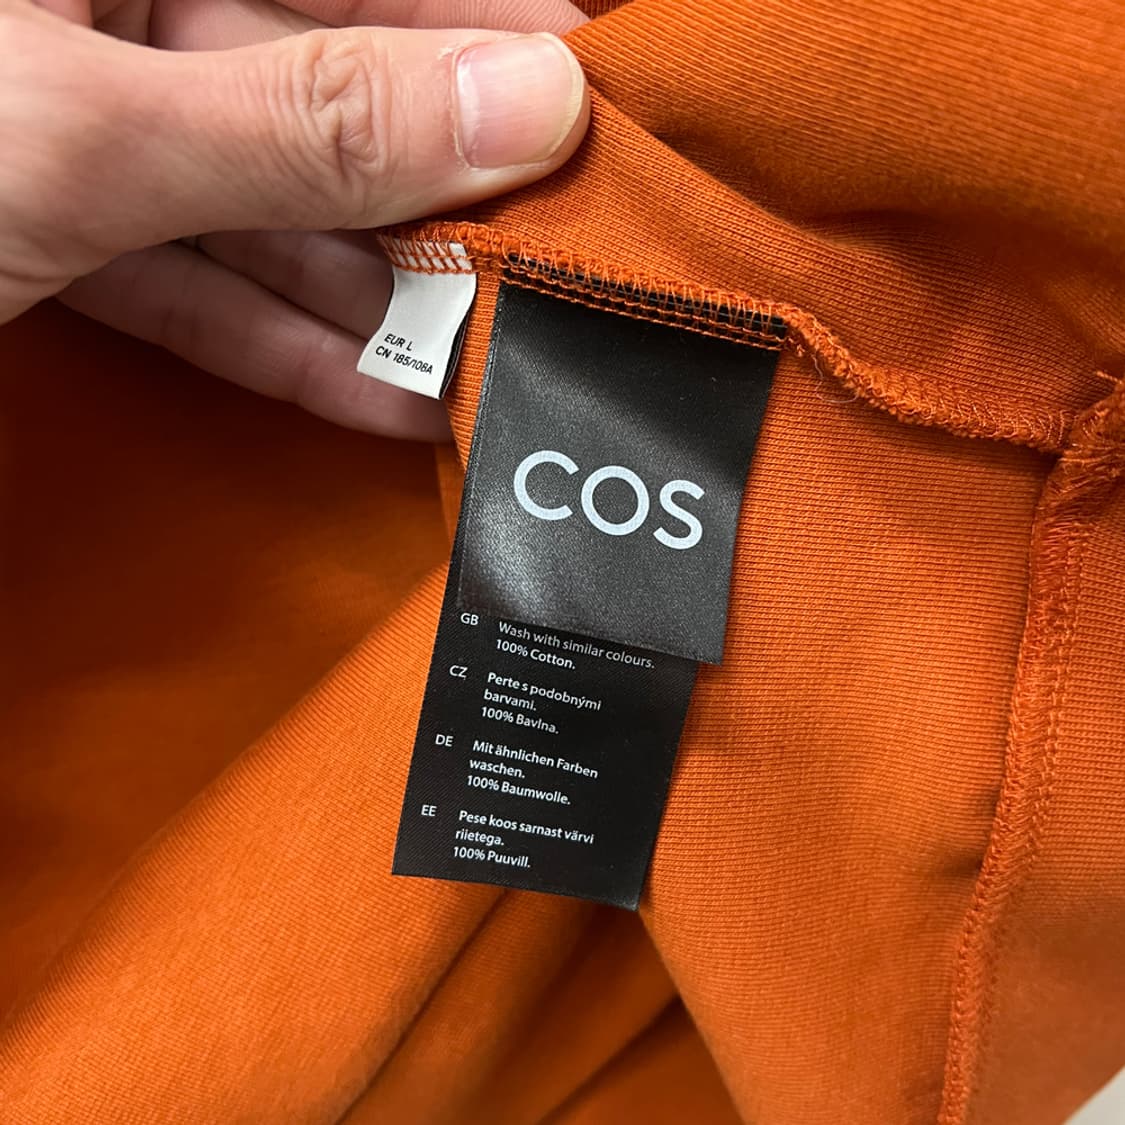 EUR L
CN 185/108A
COS
GB
Wash with similar colours.
100% Cotton.
CZ
Perte s podobnými
barvami.
100% Bavlna.
DE
Mit ähnlichen Farben
waschen.
100% Baumwolle.
EE
Pese koos sarnast värvi
riietega.
100% Puuvill.